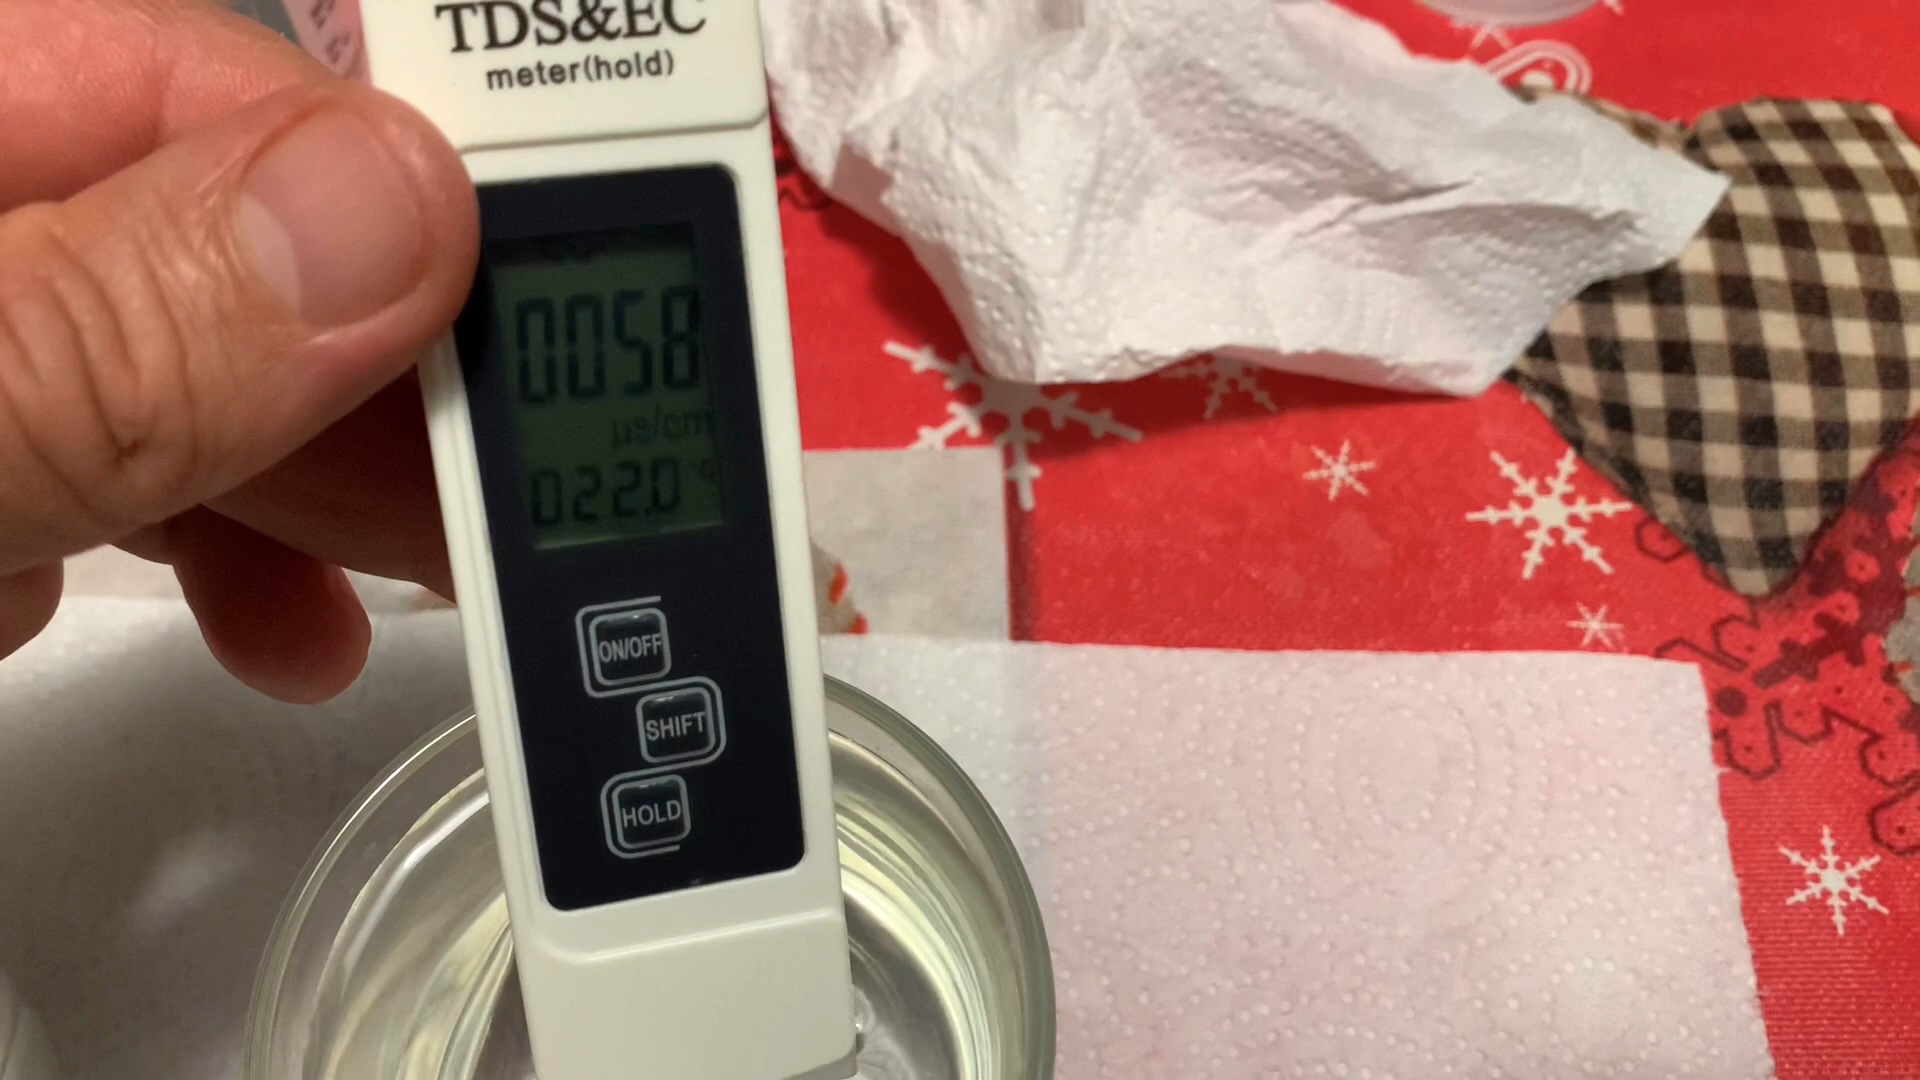 TDS&EC
meter(hold)
0058
µs/cm
022.0 °C
ON/OFF
SHIFT
HOLD